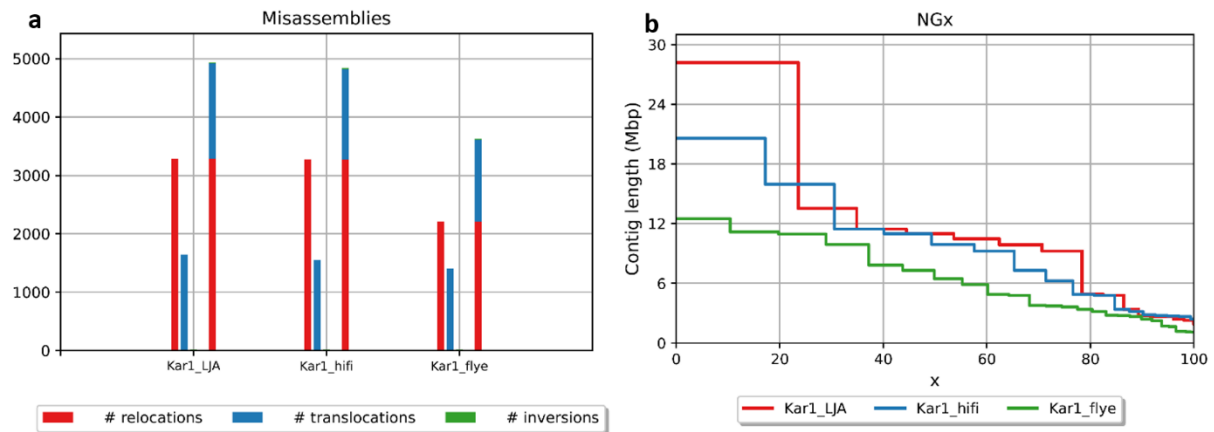 a
Misassemblies
5000
4000
3000
2000
1000
0
Kar1_LJA
Kar1_hifi
Kar1_flye
# relocations
# translocations
# inversions
b
NGx
Contig length (Mbp)
30
24
18
12
6
0
0
20
40
60
80
100
x
Kar1_LJA
Kar1_hifi
Kar1_flye